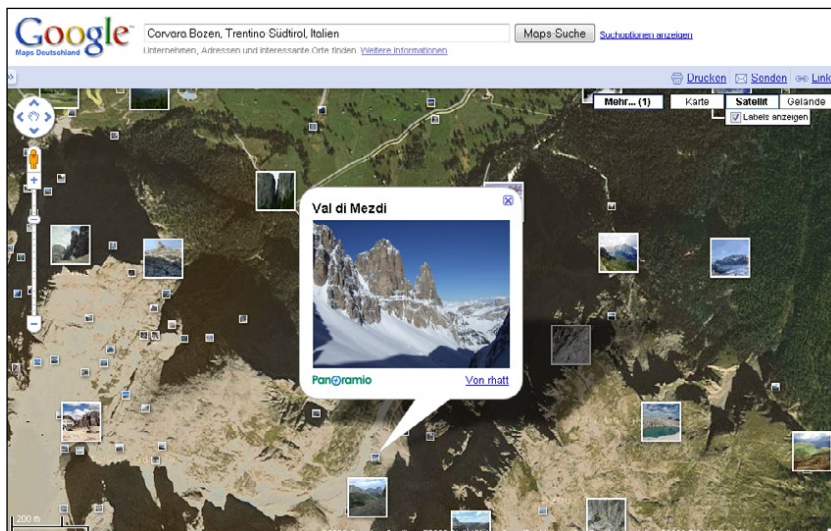 Google
Maps Deutschland
Corvara Bozen, Trentino-Südtirol, Italien
Maps-Suche
Suchoptionen anzeigen
Unternehmen, Adressen und interessante Orte finden. Weitere Informationen
»
Drucken
Senden
Link
Mehr... (1)
Karte
Satellit
Gelände
Labels anzeigen
Val di Mezdi
Panoramio
Von rhatt
200 m